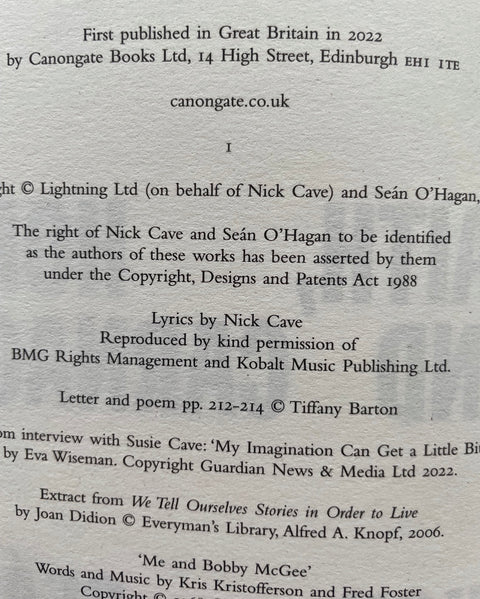 First published in Great Britain in 2022
by Canongate Books Ltd, 14 High Street, Edinburgh EH1 1TE
canongate.co.uk
1
© Lightning Ltd (on behalf of Nick Cave) and Seán O'Hagan,
The right of Nick Cave and Seán O'Hagan to be identified
as the authors of these works has been asserted by them
under the Copyright, Designs and Patents Act 1988
Lyrics by Nick Cave
Reproduced by kind permission of
BMG Rights Management and Kobalt Music Publishing Ltd.
Letter and poem pp. 212–214 © Tiffany Barton
interview with Susie Cave: 'My Imagination Can Get a Little
by Eva Wiseman. Copyright Guardian News & Media Ltd 2022.
Extract from We Tell Ourselves Stories in Order to Live
by Joan Didion © Everyman's Library, Alfred A. Knopf, 2006.
'Me and Bobby McGee'
Words and Music by Kris Kristofferson and Fred Foster
Copyright ©